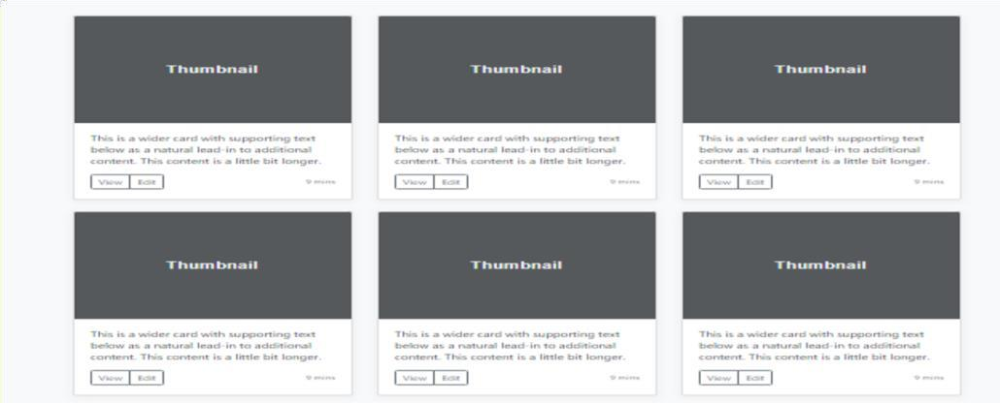 Thumbnail
Thumbnail
Thumbnail
This is a wider card with supporting text
below as a natural lead-in to additional
content. This content is a little bit longer.
View Edit 9 mins
This is a wider card with supporting text
below as a natural lead-in to additional
content. This content is a little bit longer.
View Edit 9 mins
This is a wider card with supporting text
below as a natural lead-in to additional
content. This content is a little bit longer.
View Edit 9 mins
Thumbnail
Thumbnail
Thumbnail
This is a wider card with supporting text
below as a natural lead-in to additional
content. This content is a little bit longer.
View Edit 9 mins
This is a wider card with supporting text
below as a natural lead-in to additional
content. This content is a little bit longer.
View Edit 9 mins
This is a wider card with supporting text
below as a natural lead-in to additional
content. This content is a little bit longer.
View Edit 9 mins